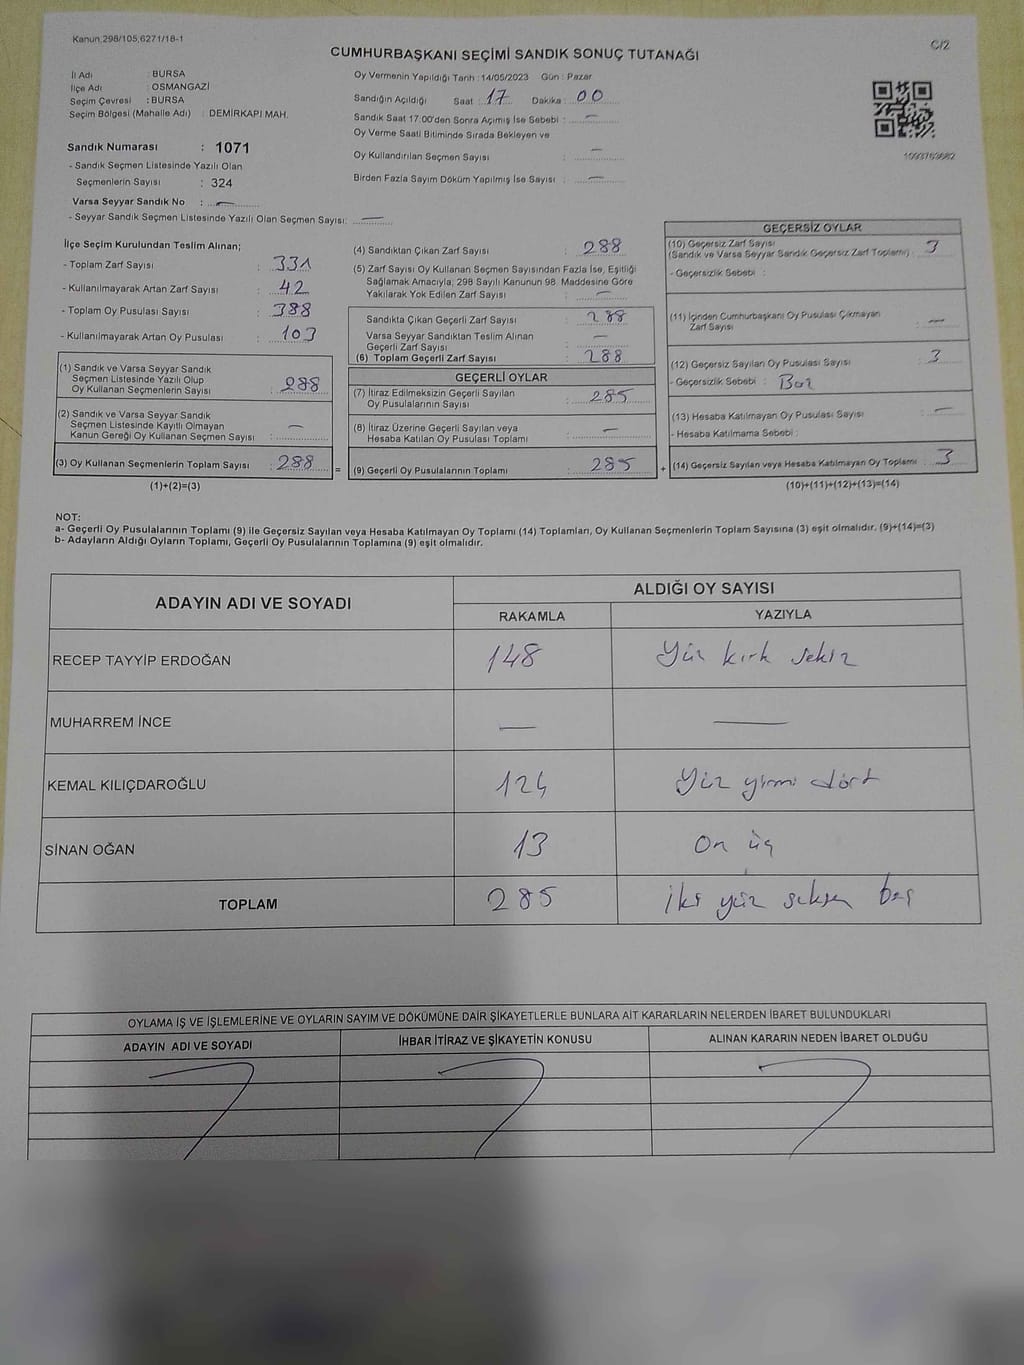 Kanun.298/105,6271/18-1
C/2
CUMHURBAŞKANI SEÇİMİ SANDIK SONUÇ TUTANAĞI
İl Adı : BURSA
İlçe Adı : OSMANGAZİ
Seçim Çevresi : BURSA
Seçim Bölgesi (Mahalle Adı) : DEMİRKAPI MAH.
Sandık Numarası : 1071
- Sandık Seçmen Listesinde Yazılı Olan
Seçmenlerin Sayısı : 324
Varsa Seyyar Sandık No : —
- Seyyar Sandık Seçmen Listesinde Yazılı Olan Seçmen Sayısı: —
Oy Vermenin Yapıldığı Tarih : 14/05/2023 Gün : Pazar
Sandığın Açıldığı Saat : 17 Dakika : 00
Sandık Saat 17:00'den Sonra Açımış İse Sebebi : —
Oy Verme Saati Bitiminde Sırada Bekleyen ve
Oy Kullandırılan Seçmen Sayısı : —
Birden Fazla Sayım Döküm Yapılmış İse Sayısı : —
1093763682
İlçe Seçim Kurulundan Teslim Alınan;
- Toplam Zarf Sayısı : 331
- Kullanılmayarak Artan Zarf Sayısı : 42
- Toplam Oy Pusulası Sayısı : 388
- Kullanılmayarak Artan Oy Pusulası : 103
(1) Sandık ve Varsa Seyyar Sandık
Seçmen Listesinde Yazılı Olup
Oy Kullanan Seçmenlerin Sayısı : 288
(2) Sandık ve Varsa Seyyar Sandık
Seçmen Listesinde Kayıtlı Olmayan
Kanun Gereği Oy Kullanan Seçmen Sayısı : —
(3) Oy Kullanan Seçmenlerin Toplam Sayısı : 288
(1)+(2)=(3)
(4) Sandıktan Çıkan Zarf Sayısı : 288
(5) Zarf Sayısı Oy Kullanan Seçmen Sayısından Fazla İse, Eşitliği
Sağlamak Amacıyla; 298 Sayılı Kanunun 98. Maddesine Göre
Yakılarak Yok Edilen Zarf Sayısı : —
Sandıkta Çıkan Geçerli Zarf Sayısı : 288
Varsa Seyyar Sandıktan Teslim Alınan
Geçerli Zarf Sayısı : —
(6) Toplam Geçerli Zarf Sayısı : 288
GEÇERLİ OYLAR
(7) İtiraz Edilmeksizin Geçerli Sayılan
Oy Pusulalarının Sayısı : 285
(8) İtiraz Üzerine Geçerli Sayılan veya
Hesaba Katılan Oy Pusulası Toplamı : —
= (9) Geçerli Oy Pusulalarının Toplamı : 285
GEÇERSİZ OYLAR
(10) Geçersiz Zarf Sayısı
(Sandık ve Varsa Seyyar Sandık Geçersiz Zarf Toplamı) : 3
- Geçersizlik Sebebi :
(11) İçinden Cumhurbaşkanı Oy Pusulası Çıkmayan
Zarf Sayısı : —
(12) Geçersiz Sayılan Oy Pusulası Sayısı : 3
- Geçersizlik Sebebi :
(13) Hesaba Katılmayan Oy Pusulası Sayısı : —
- Hesaba Katılmama Sebebi :
+ (14) Geçersiz Sayılan veya Hesaba Katılmayan Oy Toplamı : 3
(10)+(11)+(12)+(13)=(14)
NOT:
a- Geçerli Oy Pusulalarının Toplamı (9) ile Geçersiz Sayılan veya Hesaba Katılmayan Oy Toplamı (14) Toplamları, Oy Kullanan Seçmenlerin Toplam Sayısına (3) eşit olmalıdır. (9)+(14)=(3)
b- Adayların Aldığı Oyların Toplamı, Geçerli Oy Pusulalarının Toplamına (9) eşit olmalıdır.
ADAYIN ADI VE SOYADI ALDIĞI OY SAYISI
RAKAMLA YAZIYLA
RECEP TAYYİP ERDOĞAN 148 Yüz kırk sekiz
MUHARREM İNCE — —
KEMAL KILIÇDAROĞLU 124 Yüz yirmi dört
SİNAN OĞAN 13 On üç
TOPLAM 285 iki yüz seksen beş
OYLAMA İŞ VE İŞLEMLERİNE VE OYLARIN SAYIM VE DÖKÜMÜNE DAİR ŞİKAYETLERLE BUNLARA AİT KARARLARIN NELERDEN İBARET BULUNDUKLARI
ADAYIN ADI VE SOYADI İHBAR İTİRAZ VE ŞİKAYETİN KONUSU ALINAN KARARIN NEDEN İBARET OLDUĞU